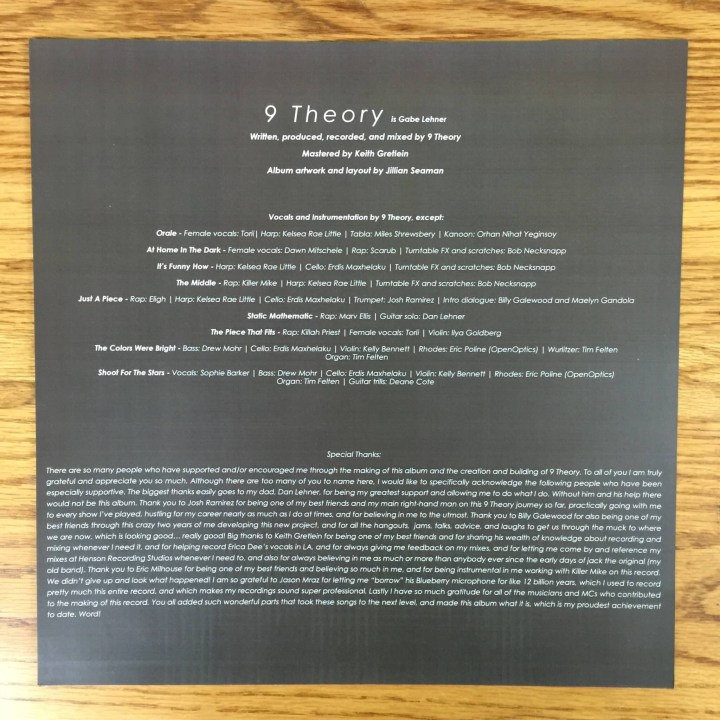 9 Theory Is Gabe Lehner
Written, produced, recorded, and mixed by 9 Theory
Mastered by Keith Gretlein
Album artwork and layout by Jillian Seaman
Vocals and Instrumentation by 9 Theory, except:
Orale - Female vocals: Torii| Harp: Kelsea Rae Little | Tabla: Miles Shrewsbery | Kanoon: Orhan Nihat Yeginsoy
At Home In The Dark - Female vocals: Dawn Mitschele | Rap: Scarub | Turntable FX and scratches: Bob Necksnapp
It's Funny How - Harp: Kelsea Rae Little | Cello: Erdis Maxhelaku | Turntable FX and scratches: Bob Necksnapp
The Middle - Rap: Killer Mike | Harp: Kelsea Rae Little | Turntable FX and scratches: Bob Necksnapp
Just A Piece - Rap: Eligh | Harp: Kelsea Rae Little | Cello: Erdis Maxhelaku | Trumpet: Josh Ramirez | Intro dialogue: Billy Galewood and Maelyn Gandola
Static Mathematic - Rap: Marv Ellis | Guitar solo: Dan Lehner
The Piece That Fits - Rap: Killah Priest | Female vocals: Torii | Violin: Ilya Goldberg
The Colors Were Bright - Bass: Drew Mohr | Cello: Erdis Maxhelaku | Violin: Kelly Bennett | Rhodes: Eric Poline (OpenOptics) | Wurlitzer: Tim Felten
Organ: Tim Felten
Shoot For The Stars - Vocals: Sophie Barker | Bass: Drew Mohr | Cello: Erdis Maxhelaku | Violin: Kelly Bennett | Rhodes: Eric Poline (OpenOptics)
Organ: Tim Felten | Guitar trills: Deane Cote
Special Thanks:
There are so many people who have supported and/or encouraged me through the making of this album and the creation and building of 9 Theory. To all of you I am truly
grateful and appreciate you so much. Although there are too many of you to name here, I would like to specifically acknowledge the following people who have been
especially supportive. The biggest thanks easily goes to my dad, Dan Lehner, for being my greatest support and allowing me to do what I do. Without him and his help there
would not be this album. Thank you to Josh Ramirez for being one of my best friends and my main right-hand man on this 9 Theory journey so far, practically going with me
to every show I've played, hustling for my career nearly as much as I do at times, and for believing in me to the utmost. Thank you to Billy Galewood for also being one of my
best friends through this crazy two years of me developing this new project, and for all the hangouts, jams, talks, advice, and laughs to get us through the muck to where
we are now, which is looking good... really good! Big thanks to Keith Gretlein for being one of my best friends and for sharing his wealth of knowledge about recording and
mixing whenever I need it, and for helping record Erica Dee's vocals in LA, and for always giving me feedback on my mixes, and for letting me come by and reference my
mixes at Henson Recording Studios whenever I need to, and also for always believing in me as much or more than anybody ever since the early days of jack the original (my
old band). Thank you to Eric Milhouse for being one of my best friends and believing so much in me, and for being instrumental in me working with Killer Mike on this record.
We didn't give up and look what happened! I am so grateful to Jason Mraz for letting me "borrow" his Blueberry microphone for like 12 billion years, which I used to record
pretty much this entire record, and which makes my recordings sound super professional. Lastly I have so much gratitude for all of the musicians and MCs who contributed
to the making of this record. You all added such wonderful parts that took these songs to the next level, and made this album what it is, which is my proudest achievement
to date. Word!